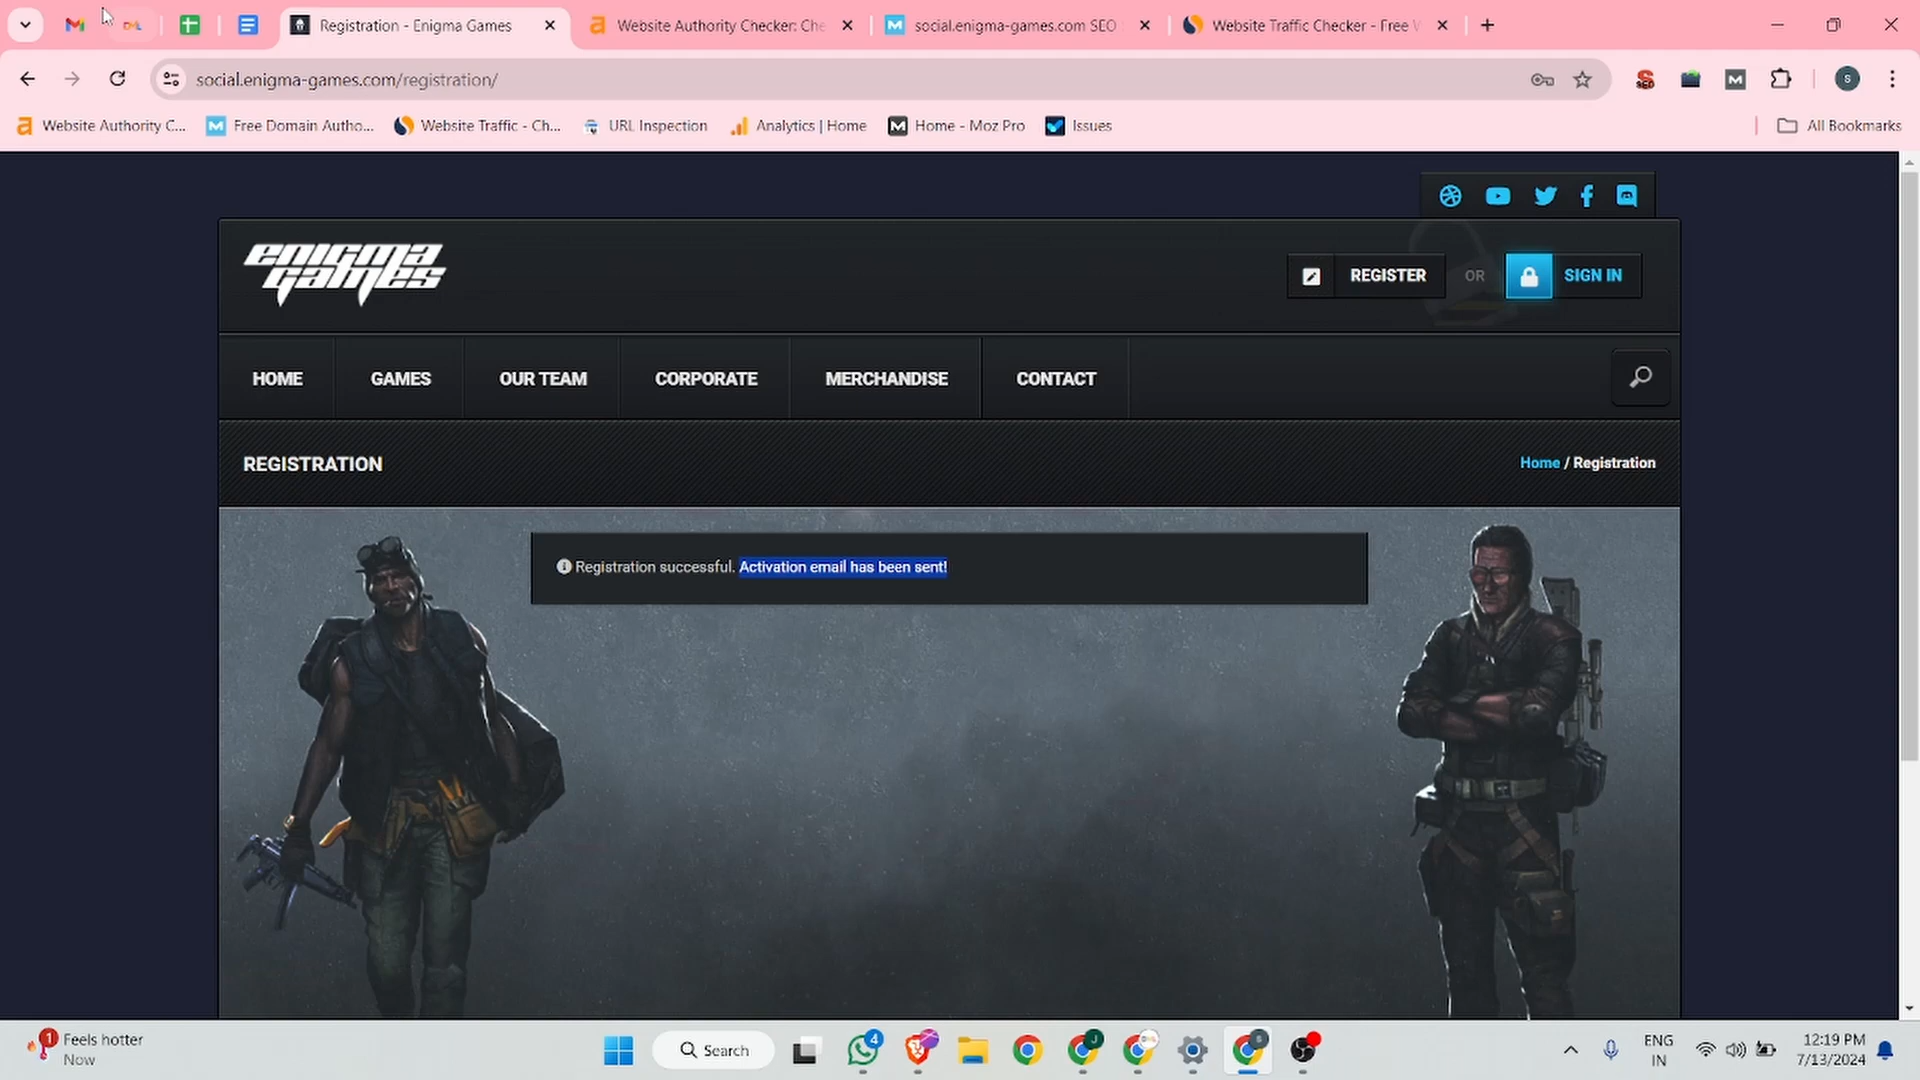 Registration - Enigma Games
Website Authority Checker: Che
social.enigma-games.com SEO
Website Traffic Checker - Free
social.enigma-games.com/registration/
S
Website Authority C...
Free Domain Autho...
Website Traffic - Ch...
URL Inspection
Analytics | Home
Home - Moz Pro
Issues
All Bookmarks
enigma games
REGISTER
OR
SIGN IN
HOME
GAMES
OUR TEAM
CORPORATE
MERCHANDISE
CONTACT
REGISTRATION
Home / Registration
Registration successful. Activation email has been sent!
1
Feels hotter
Now
Search
4
J
S
ENG
IN
12:19 PM
7/13/2024